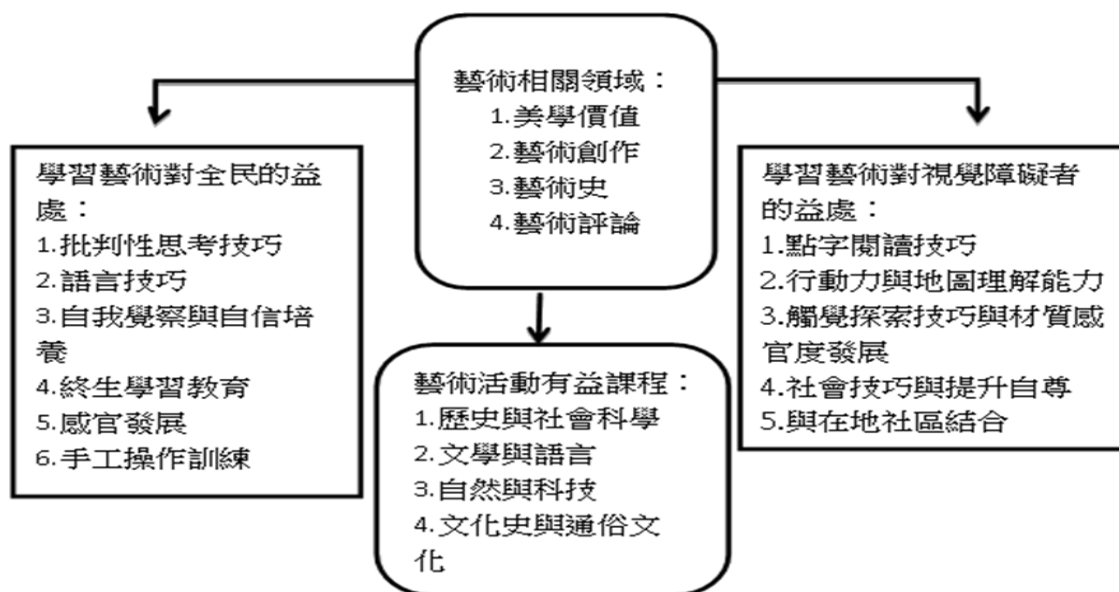 藝術相關領域：
1.美學價值
2.藝術創作
3.藝術史
4.藝術評論
學習藝術對全民的益
處：
1.批判性思考技巧
2.語言技巧
3.自我覺察與自信培
養
4.終生學習教育
5.感官發展
6.手工操作訓練
藝術活動有益課程：
1.歷史與社會科學
2.文學與語言
3.自然與科技
4.文化史與通俗文
化
學習藝術對視覺障礙者
的益處：
1.點字閱讀技巧
2.行動力與地圖理解能力
3.觸覺探索技巧與材質感
官度發展
4.社會技巧與提升自尊
5.與在地社區結合